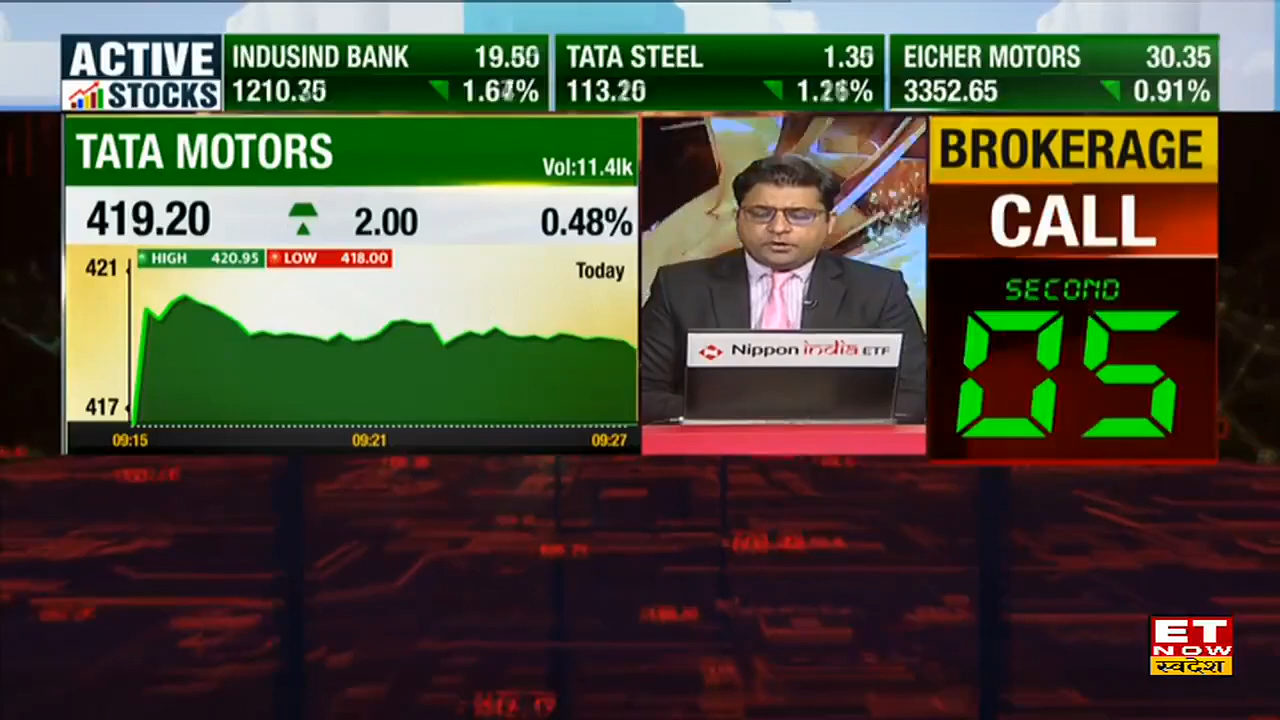 ACTIVE
STOCKS
INDUSIND BANK 19.50
1210.35 1.67%
TATA STEEL 1.35
113.20
EICHER MOTORS 30.35
3352.65 0.91%
TATA MOTORS
Vol:11.4lk
419.20 2.00 0.48%
HIGH 420.95 LOW 418.00
Today
421
417
09:15 09:21 09:27
Nippon india ETF
BROKERAGE
CALL
SECOND
05
ET
NOW
स्वदेश